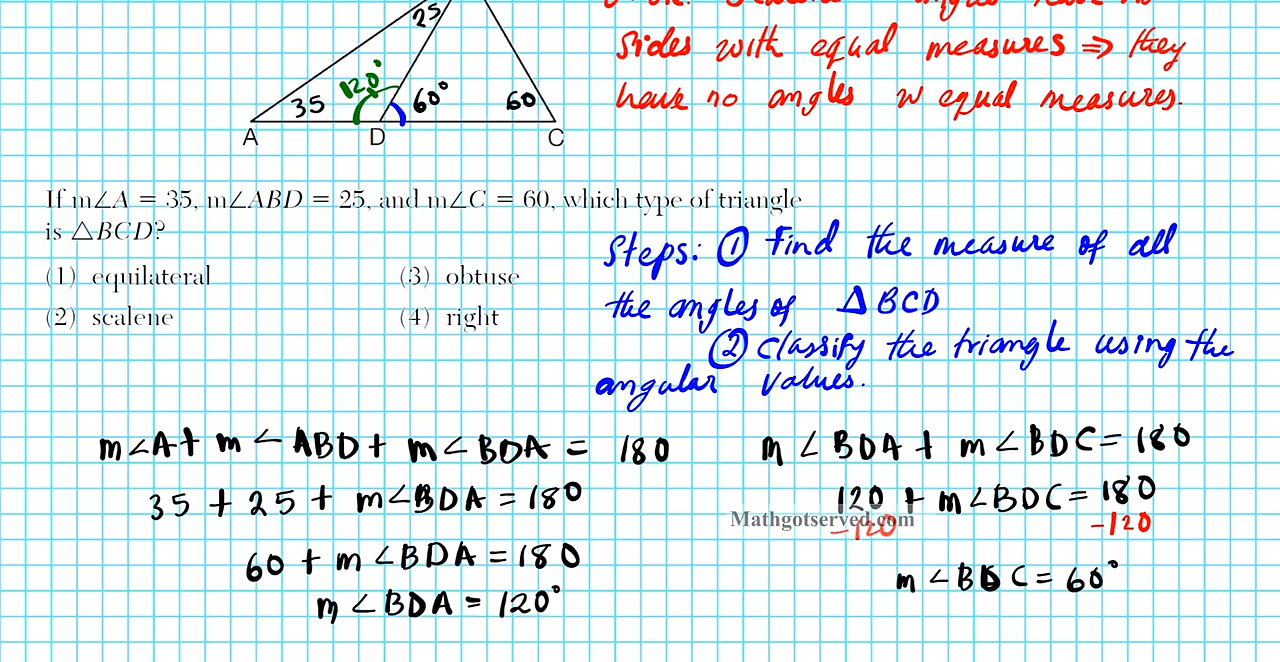 25
sides with equal measures ⇒ they
120°
35
60°
60
have no angles w equal measures.
A
D
C
If m∠A = 35, m∠ABD = 25, and m∠C = 60, which type of triangle
is △BCD?
Steps: ① Find the measure of all
(1) equilateral (3) obtuse
the angles of △BCD
(2) scalene (4) right
② classify the triangle using the
angular values.
m∠A + m∠ABD + m∠BDA = 180
m∠BDA + m∠BDC = 180
35 + 25 + m∠BDA = 180
120 + m∠BDC = 180
Mathgotserved.com
-120 -120
60 + m∠BDA = 180
m∠BDC = 60°
m∠BDA = 120°